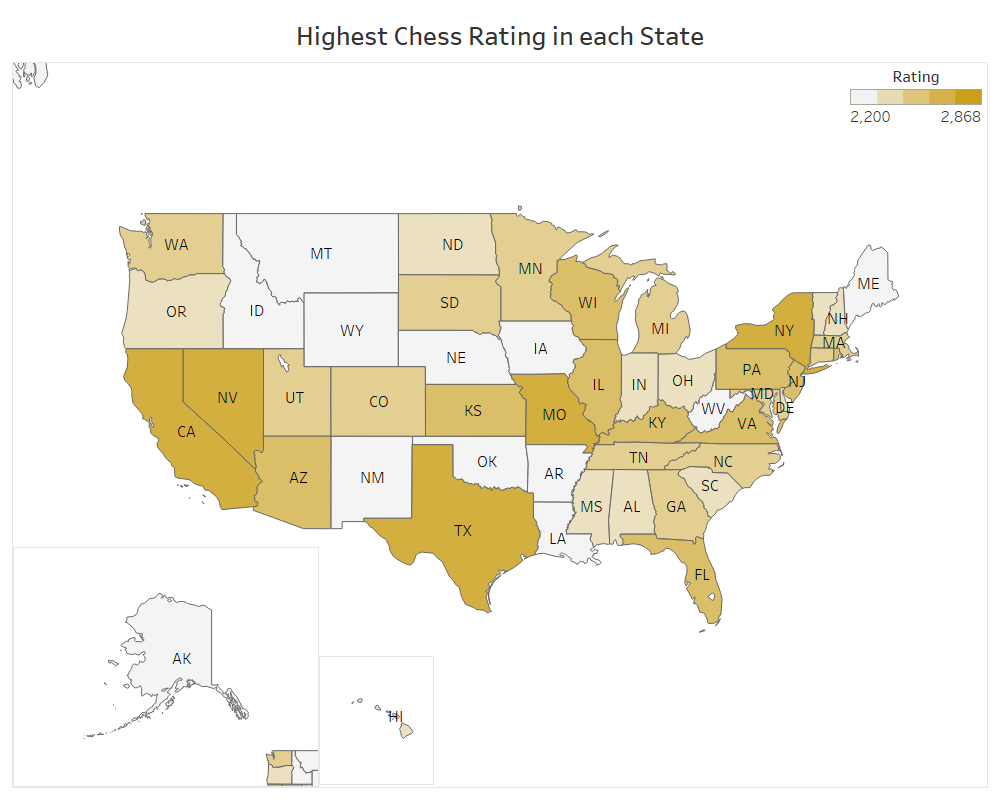 Highest Chess Rating in each State
Rating
2,200 2,868
WA
MT
ND
MN
OR
ID
WY
SD
WI
MI
NY
ME
NH
MA
NE
IA
PA
NJ
NV
UT
CO
KS
MO
IL
IN
OH
MD
DE
WV
VA
KY
CA
AZ
NM
OK
AR
TN
NC
SC
MS
AL
GA
TX
LA
FL
AK
HI